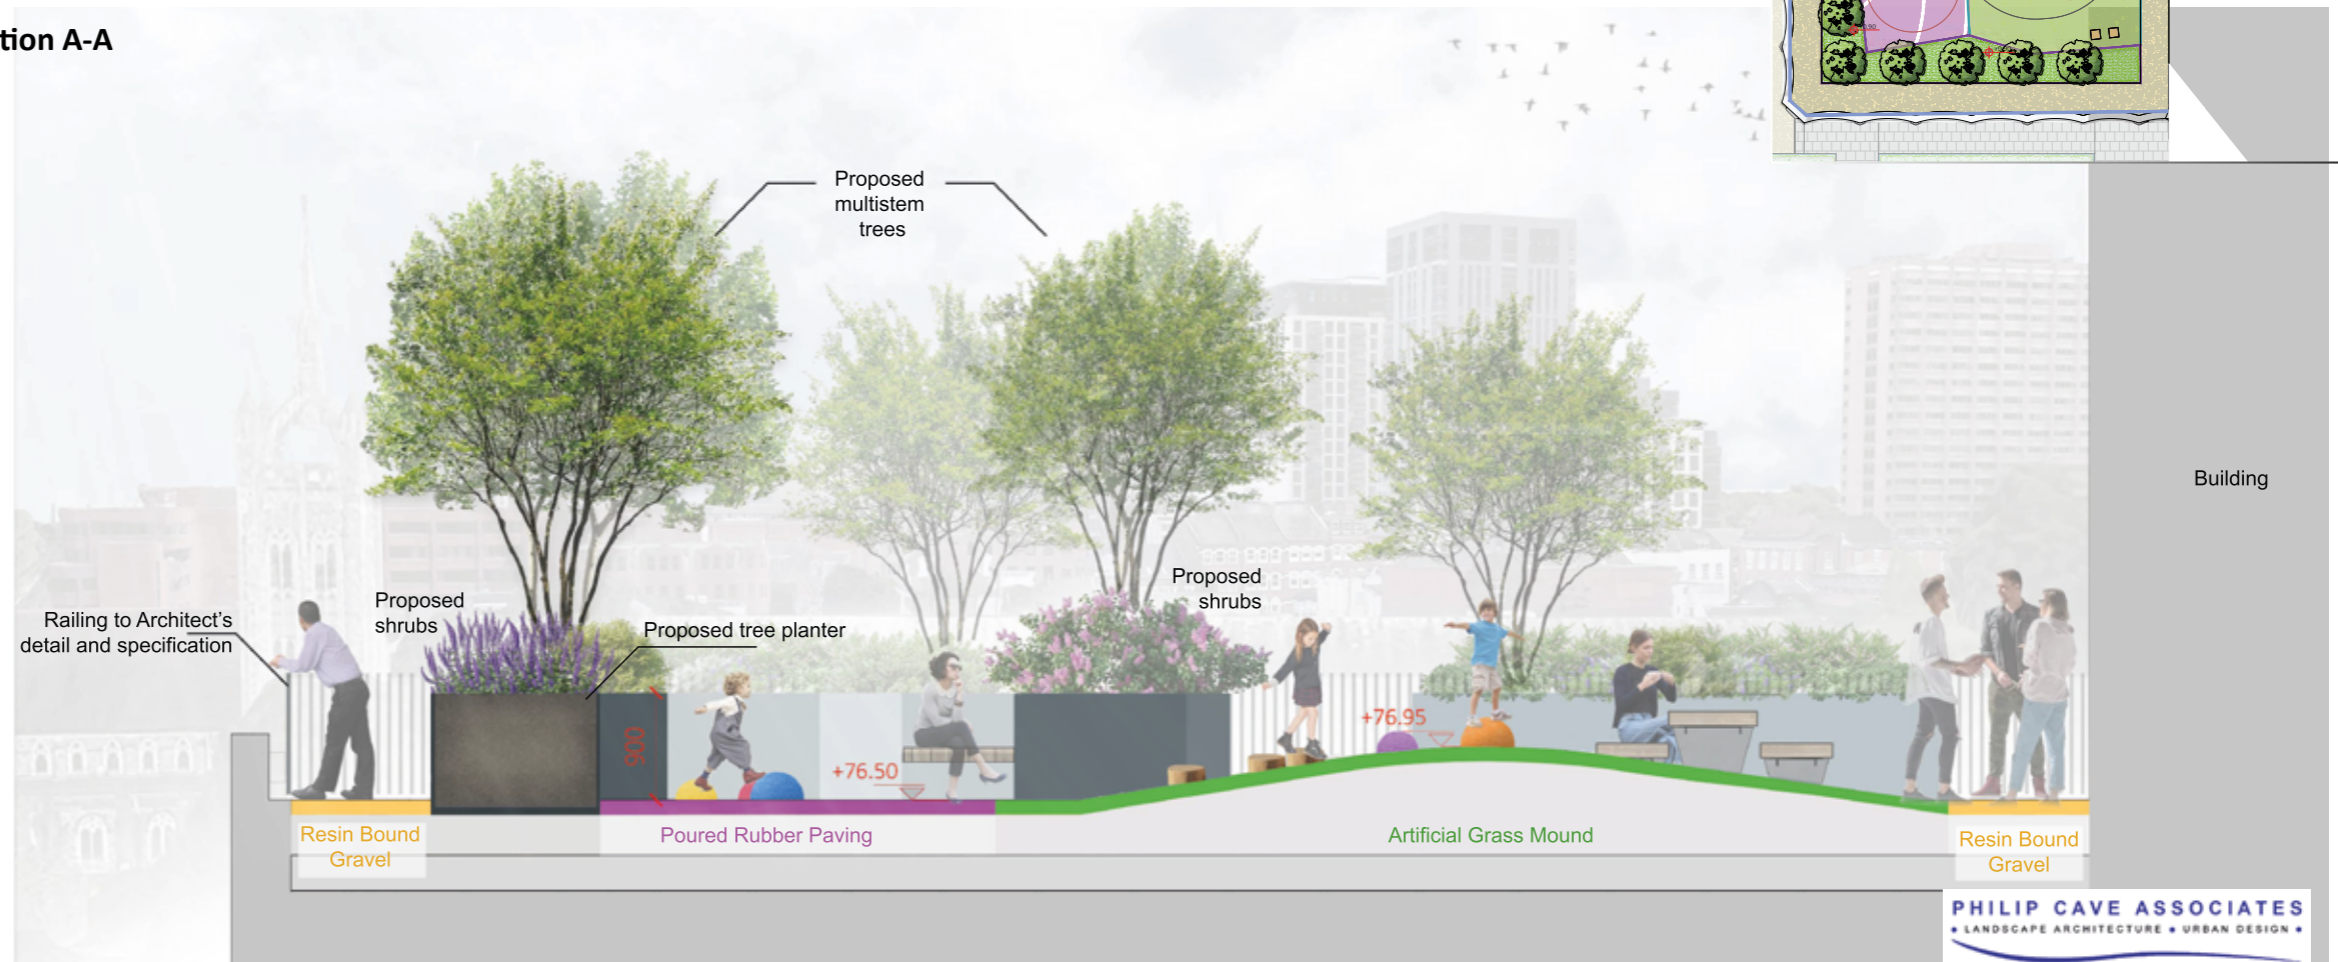 tion A-A
Proposed
multistem
trees
Building
Proposed
shrubs
Proposed
shrubs
Railing to Architect's
detail and specification
Proposed tree planter
900
+76.95
+76.50
Resin Bound
Gravel
Poured Rubber Paving
Artificial Grass Mound
Resin Bound
Gravel
PHILIP CAVE ASSOCIATES
• LANDSCAPE ARCHITECTURE • URBAN DESIGN •